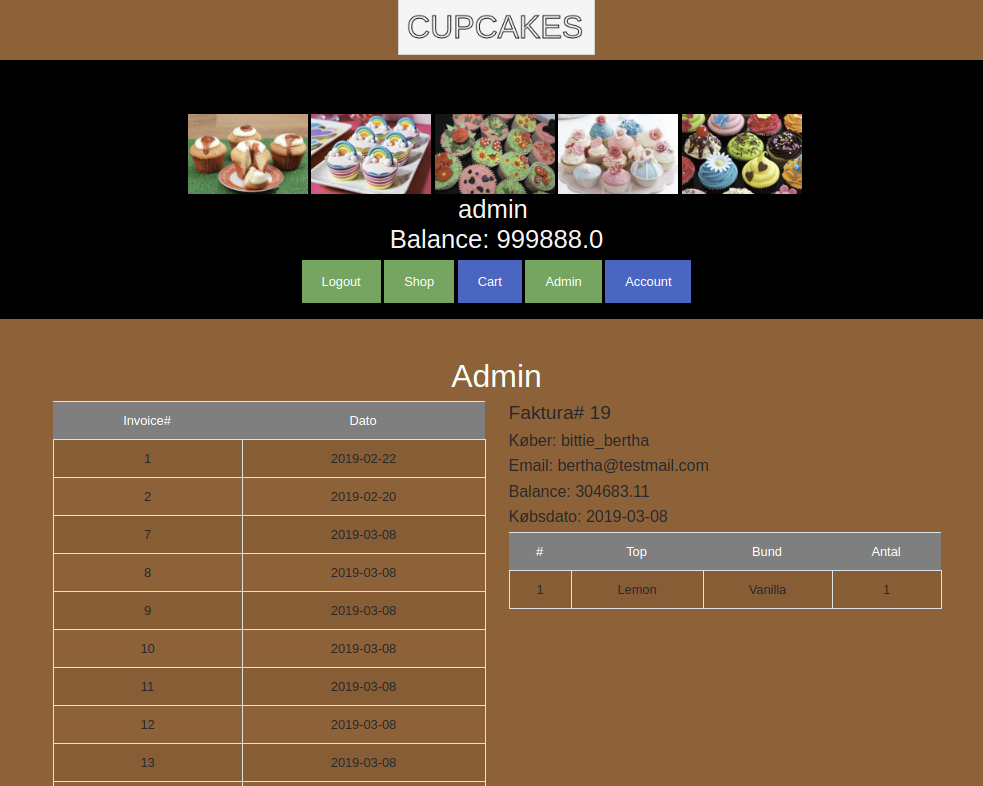 CUPCAKES
admin
Balance: 999888.0
Logout Shop Cart Admin Account
Admin
Invoice# Dato
1 2019-02-22
2 2019-02-20
7 2019-03-08
8 2019-03-08
9 2019-03-08
10 2019-03-08
11 2019-03-08
12 2019-03-08
13 2019-03-08
Faktura# 19
Køber: bittie_bertha
Email: bertha@testmail.com
Balance: 304683.11
Købsdato: 2019-03-08
# Top Bund Antal
1 Lemon Vanilla 1